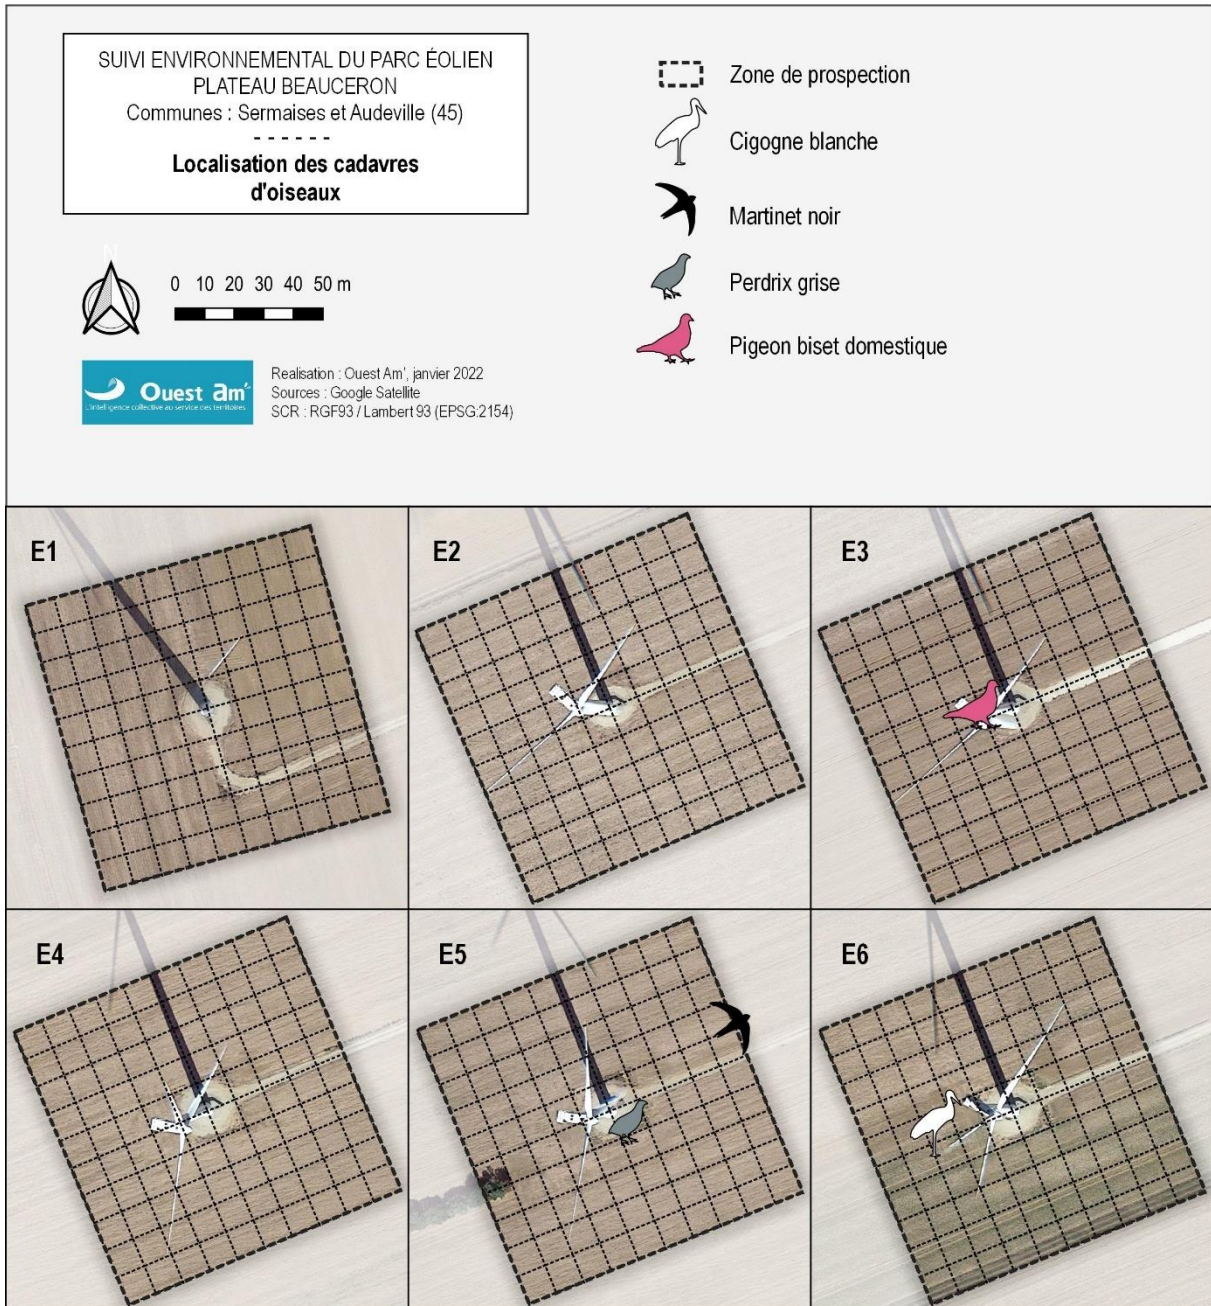 SUIVI ENVIRONNEMENTAL DU PARC ÉOLIEN
PLATEAU BEAUCERON
Communes : Sermaises et Audeville (45)
------
Localisation des cadavres
d'oiseaux
N
0 10 20 30 40 50 m
Ouest am'
L'intelligence collective au service des territoires
Realisation : Ouest Am', janvier 2022
Sources : Google Satellite
SCR : RGF93 / Lambert 93 (EPSG:2154)
Zone de prospection
Cigogne blanche
Martinet noir
Perdrix grise
Pigeon biset domestique
E1
E2
E3
E4
E5
E6